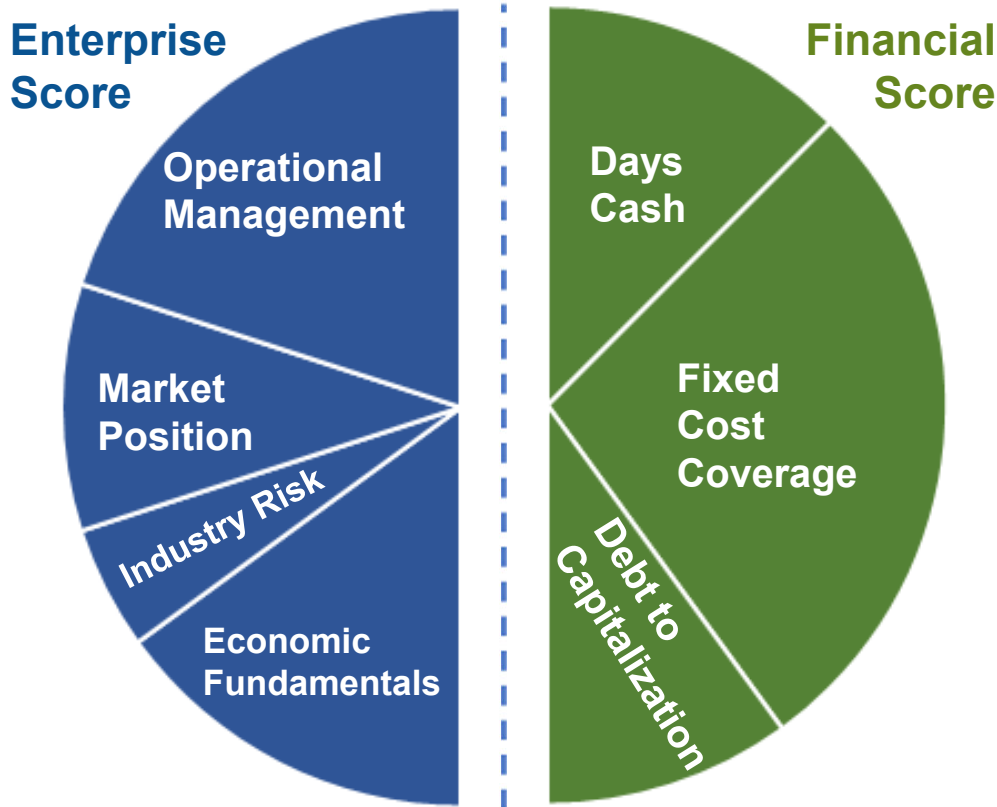 Enterprise
Score
Operational
Management
Market
Position
Industry Risk
Economic
Fundamentals
Financial
Score
Days
Cash
Fixed
Cost
Coverage
Debt to
Capitalization